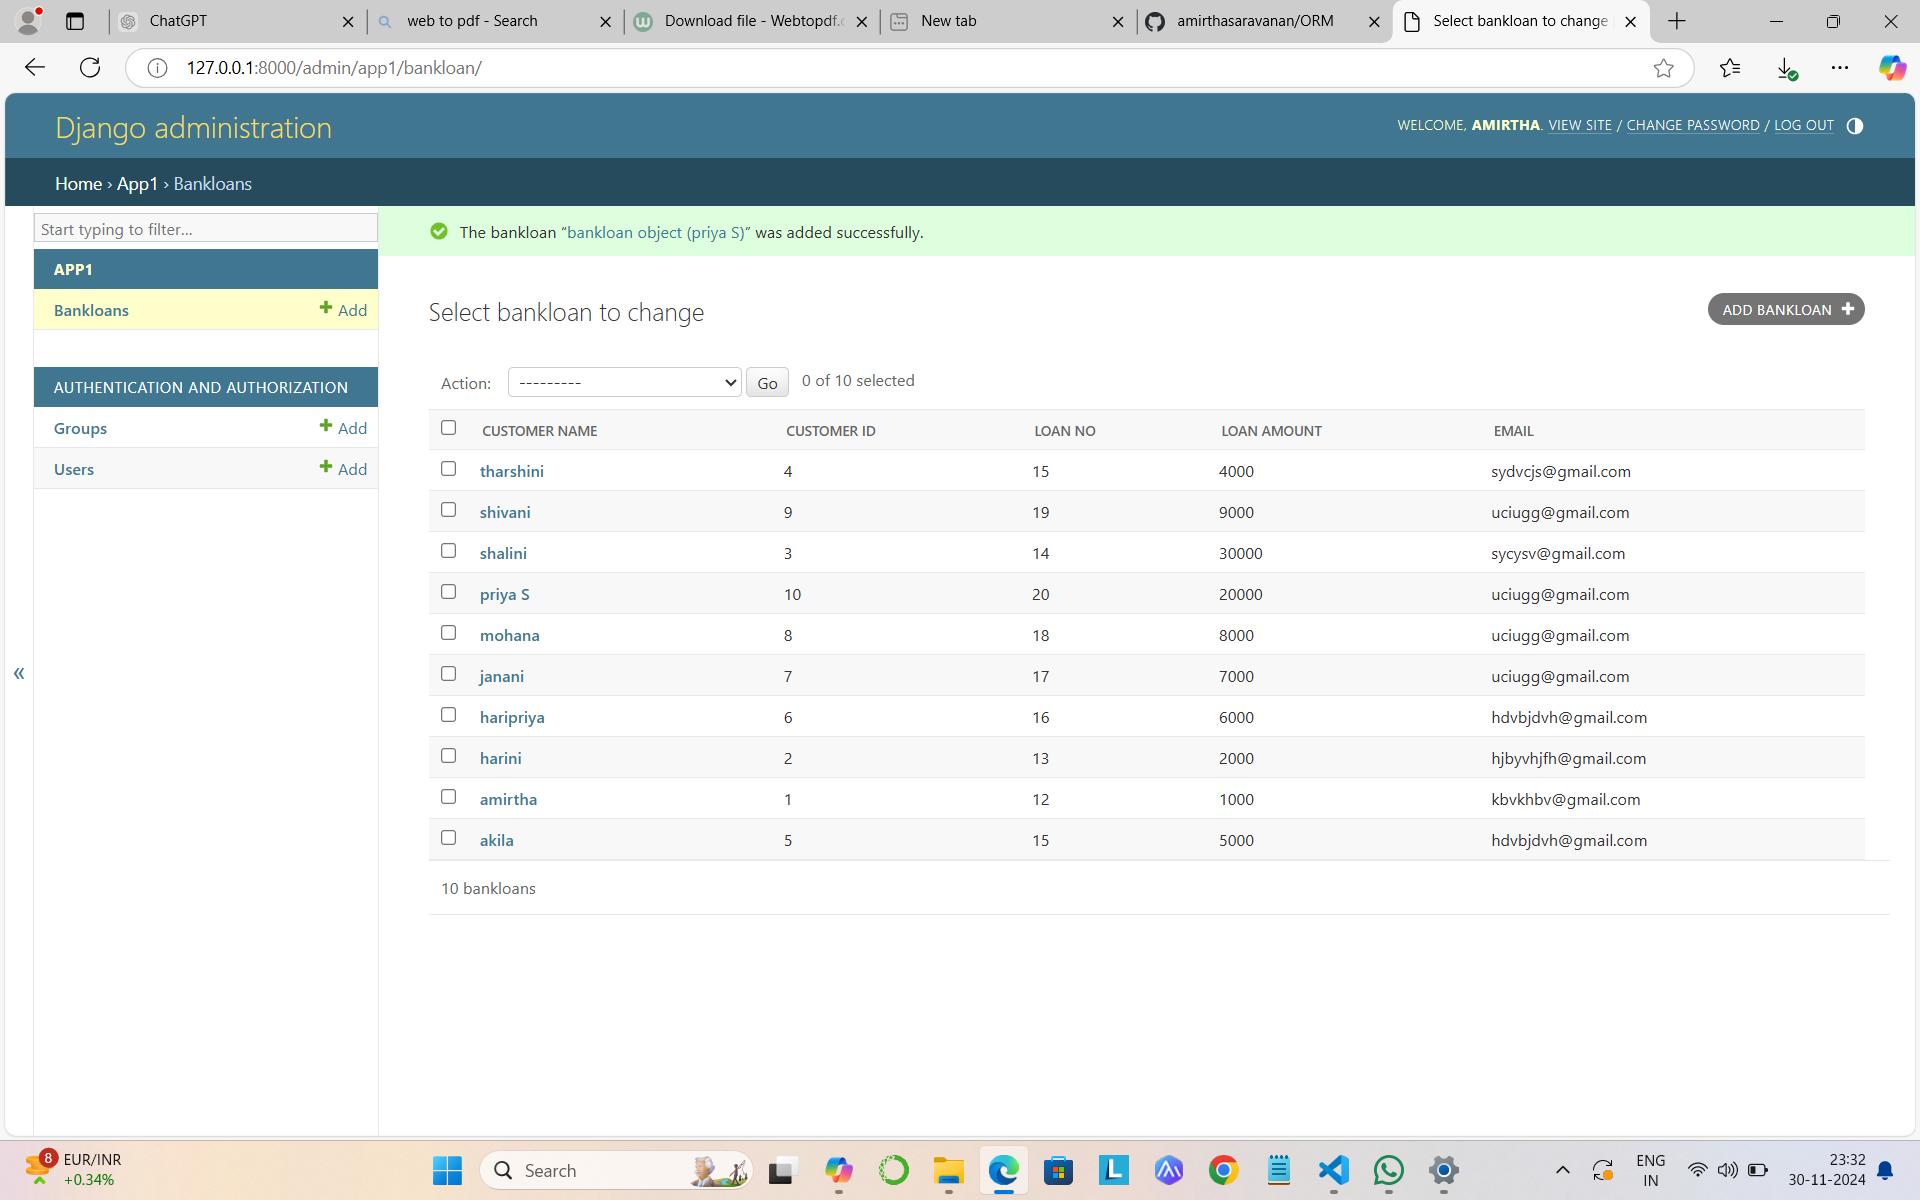 ChatGPT
web to pdf - Search
Download file - Webtopdf.c
New tab
amirthasaravanan/ORM
Select bankloan to change
127.0.0.1:8000/admin/app1/bankloan/
Django administration
WELCOME, AMIRTHA. VIEW SITE / CHANGE PASSWORD / LOG OUT
Home › App1 › Bankloans
Start typing to filter...
APP1
Bankloans + Add
AUTHENTICATION AND AUTHORIZATION
Groups + Add
Users + Add
«
The bankloan “bankloan object (priya S)” was added successfully.
Select bankloan to change
ADD BANKLOAN +
Action: --------- Go 0 of 10 selected
CUSTOMER NAME CUSTOMER ID LOAN NO LOAN AMOUNT EMAIL
tharshini 4 15 4000 sydvcjs@gmail.com
shivani 9 19 9000 uciugg@gmail.com
shalini 3 14 30000 sycysv@gmail.com
priya S 10 20 20000 uciugg@gmail.com
mohana 8 18 8000 uciugg@gmail.com
janani 7 17 7000 uciugg@gmail.com
haripriya 6 16 6000 hdvbjdvh@gmail.com
harini 2 13 2000 hjbyvhjfh@gmail.com
amirtha 1 12 1000 kbvkhbv@gmail.com
akila 5 15 5000 hdvbjdvh@gmail.com
10 bankloans
8
EUR/INR
+0.34%
Search
L
ENG
IN
23:32
30-11-2024